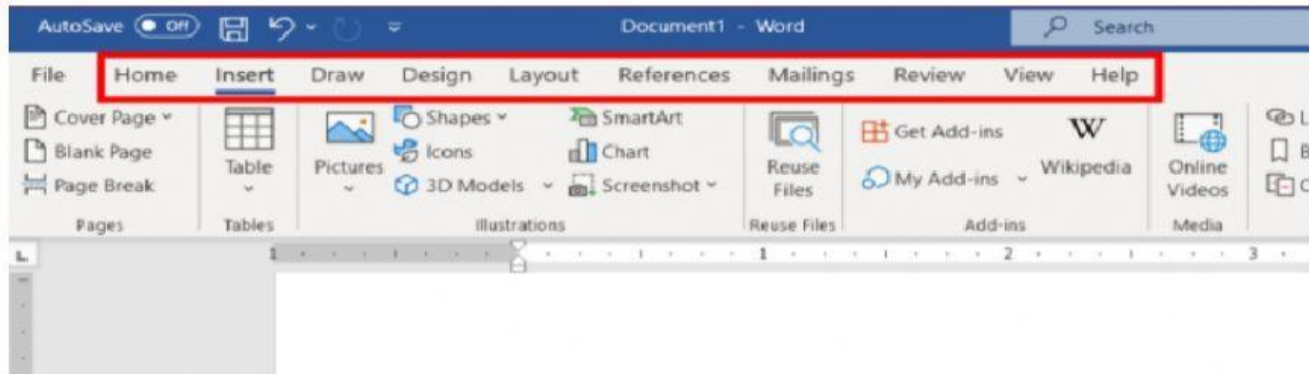 AutoSave Off Document1 - Word Search
File Home Insert Draw Design Layout References Mailings Review View Help
Cover Page
Blank Page
Page Break
Pages
Table
Tables
Pictures
Shapes
Icons
3D Models
SmartArt
Chart
Screenshot
Illustrations
Reuse
Files
Reuse Files
Get Add-ins
My Add-ins
W
Wikipedia
Add-ins
Online
Videos
Media
L
1 1 2 3